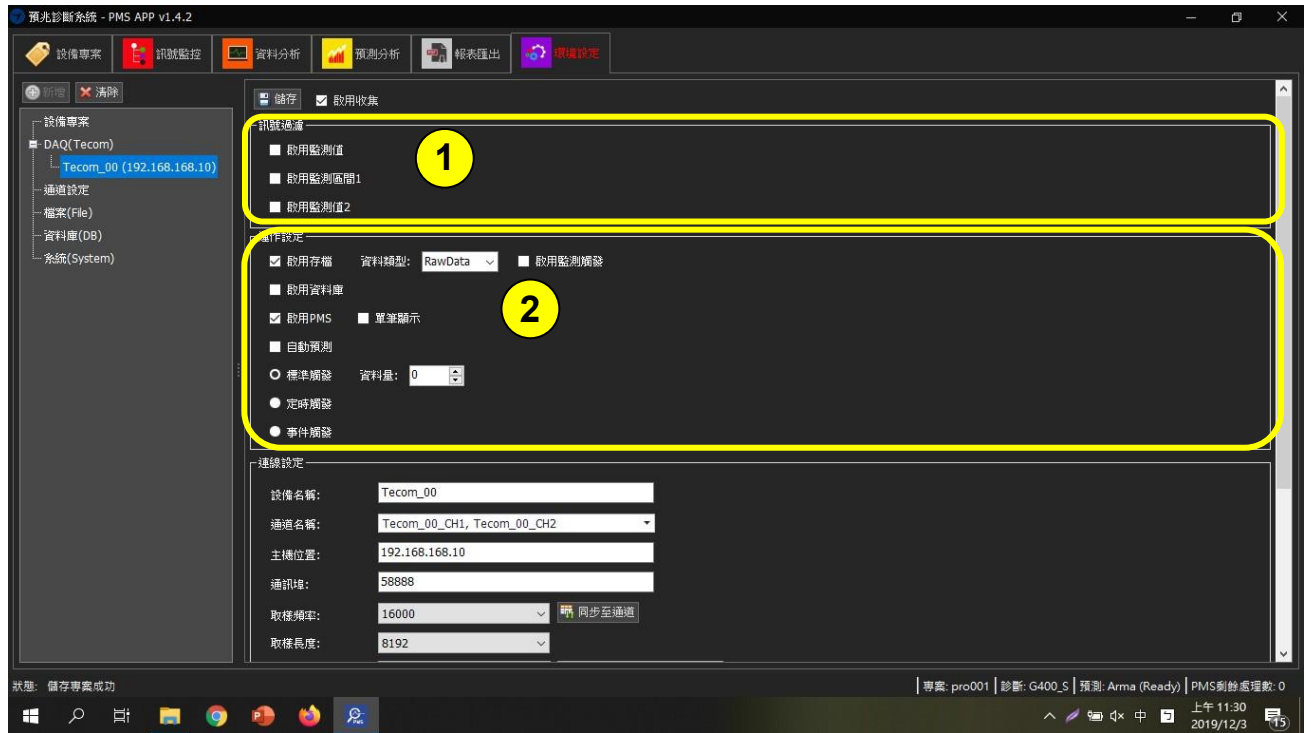 預兆診斷系統 - PMS APP v1.4.2
設備專案 訊號監控 資料分析 預測分析 報表匯出 環境設定
新增 清除
設備專案
DAQ(Tecom)
Tecom_00 (192.168.168.10)
通道設定
檔案(File)
資料庫(DB)
系統(System)
儲存 啟用收集
訊號過濾
啟用監測值
啟用監測區間1
啟用監測值2
1
運作設定
啟用存檔 資料類型: RawData 啟用監測觸發
啟用資料庫
啟用PMS 單筆顯示
自動預測
標準觸發 資料量: 0
定時觸發
事件觸發
2
連線設定
設備名稱: Tecom_00
通道名稱: Tecom_00_CH1, Tecom_00_CH2
主機位置: 192.168.168.10
通訊埠: 58888
取樣頻率: 16000 同步至通道
取樣長度: 8192
狀態: 儲存專案成功
專案: pro001 診斷: G400_S 預測: Arma (Ready) PMS剩餘處理數: 0
PMS
中
上午 11:30
2019/12/3
15